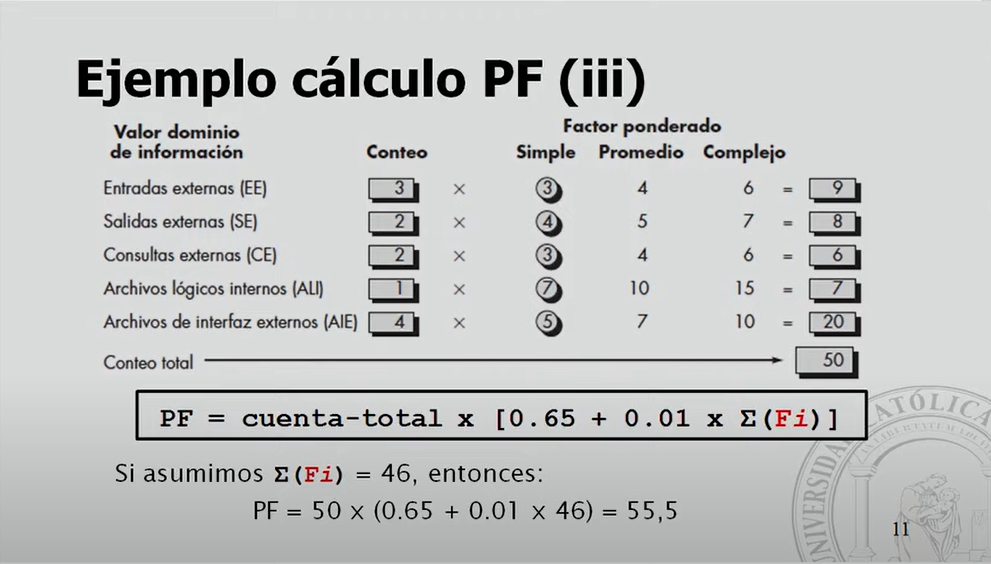 Ejemplo cálculo PF (iii)
Valor dominio de información Conteo Factor ponderado
Simple Promedio Complejo
Entradas externas (EE) 3 × 3 4 6 = 9
Salidas externas (SE) 2 × 4 5 7 = 8
Consultas externas (CE) 2 × 3 4 6 = 6
Archivos lógicos internos (ALI) 1 × 7 10 15 = 7
Archivos de interfaz externos (AIE) 4 × 5 7 10 = 20
Conteo total 50
PF = cuenta-total x [0.65 + 0.01 x Σ(Fi)]
Si asumimos Σ(Fi) = 46, entonces:
PF = 50 x (0.65 + 0.01 x 46) = 55,5
11
UNIVERSIDAD CATÓLICA